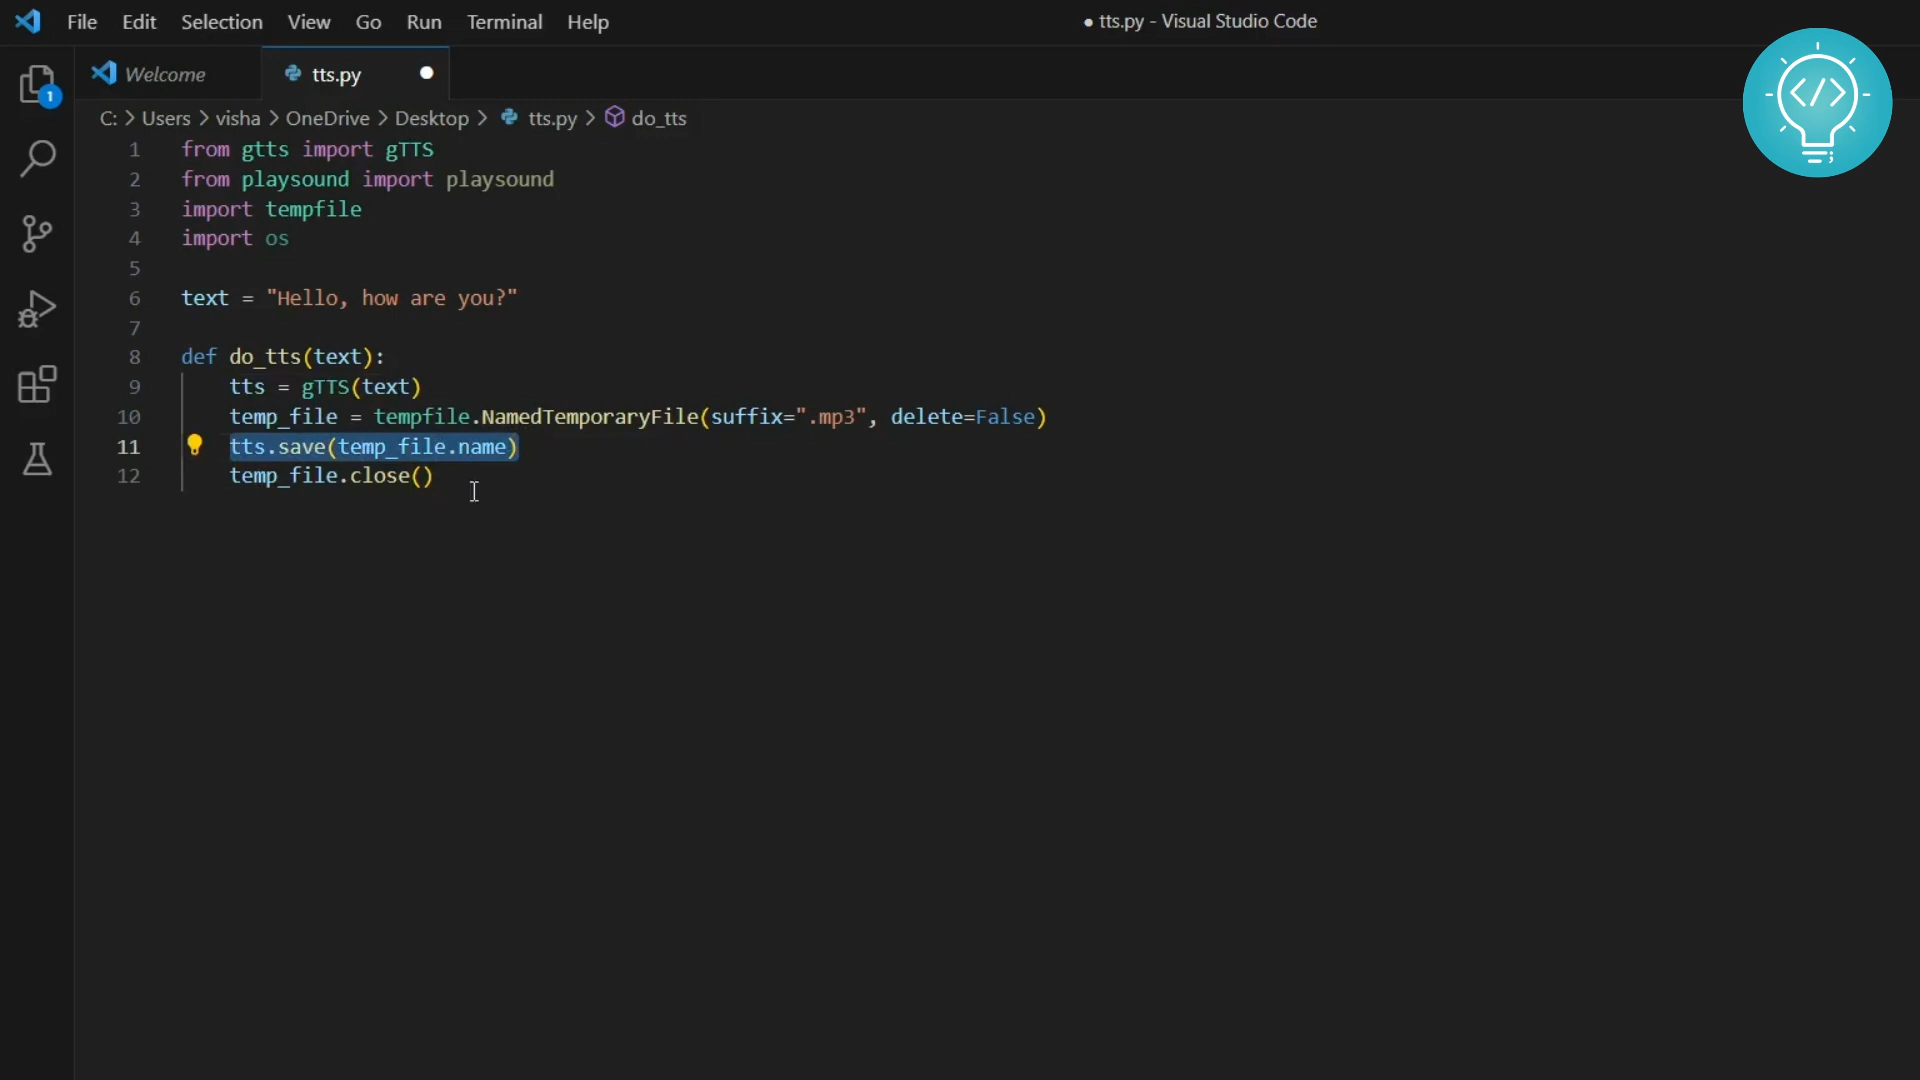 File Edit Selection View Go Run Terminal Help ● tts.py - Visual Studio Code
Welcome tts.py
1
C: > Users > visha > OneDrive > Desktop > tts.py > do_tts
1 from gtts import gTTS
2 from playsound import playsound
3 import tempfile
4 import os
5
6 text = "Hello, how are you?"
7
8 def do_tts(text):
9 tts = gTTS(text)
10 temp_file = tempfile.NamedTemporaryFile(suffix=".mp3", delete=False)
11 tts.save(temp_file.name)
12 temp_file.close()